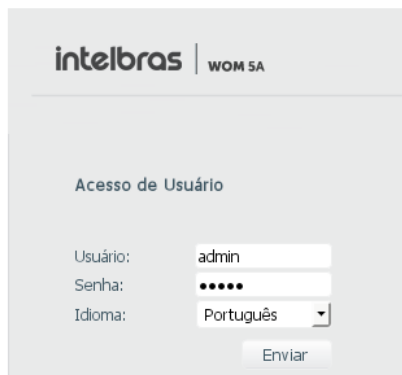 intelbras | WOM 5A
Acesso de Usuário
Usuário: admin
Senha: •••••
Idioma: Português
Enviar